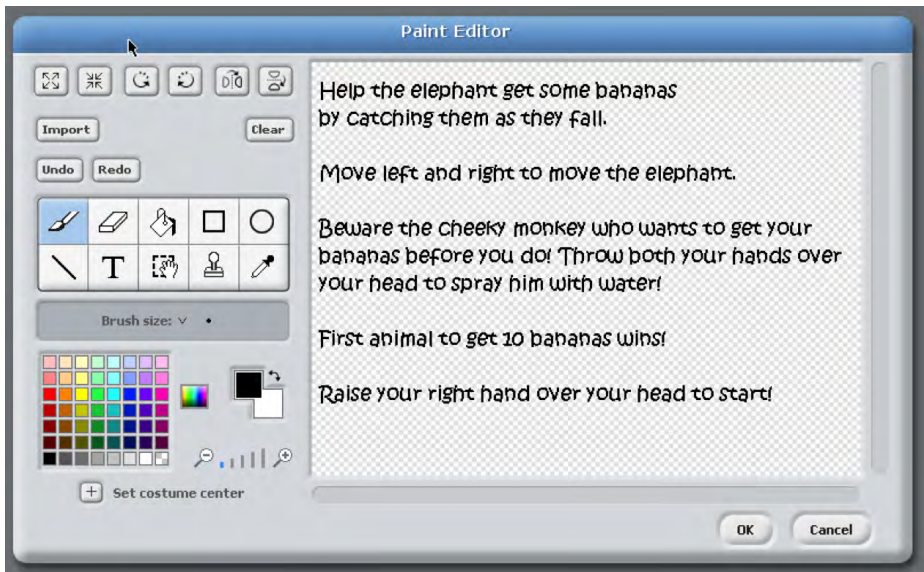 Paint Editor
Import
Clear
Undo
Redo
T
Brush size:
Set costume center
Help the elephant get some bananas
by catching them as they fall.
Move left and right to move the elephant.
Beware the cheeky monkey who wants to get your
bananas before you do! Throw both your hands over
your head to spray him with water!
First animal to get 10 bananas wins!
Raise your right hand over your head to start!
OK
Cancel